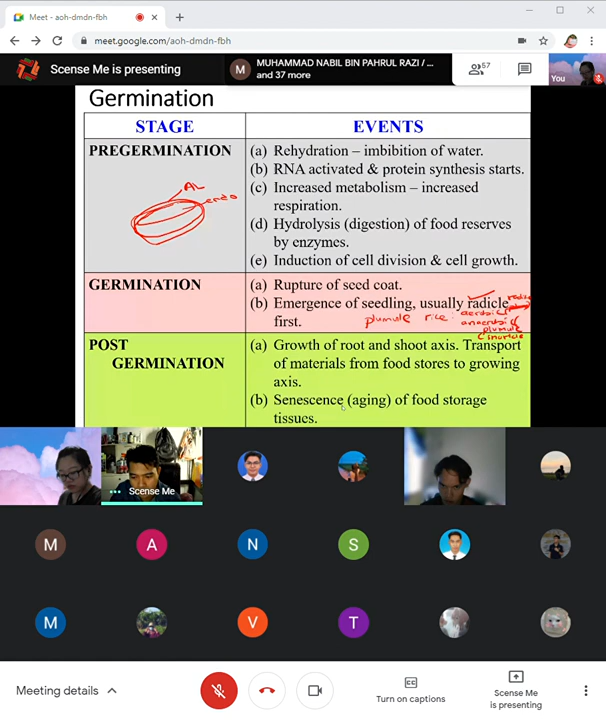 Meet - aoh-dmdn-fbh
meet.google.com/aoh-dmdn-fbh
Scense Me is presenting
M
MUHAMMAD NABIL BIN PAHRUL RAZI / ...
and 37 more
57
You
Germination
STAGE
EVENTS
PREGERMINATION
AL
endo
(a) Rehydration – imbibition of water.
(b) RNA activated & protein synthesis starts.
(c) Increased metabolism – increased
respiration.
(d) Hydrolysis (digestion) of food reserves
by enzymes.
(e) Induction of cell division & cell growth.
GERMINATION
(a) Rupture of seed coat.
(b) Emergence of seedling, usually radicle
first.
plumule rice: aerobic
anaerobic
plumule
POST
GERMINATION
(a) Growth of root and shoot axis. Transport
of materials from food stores to growing
axis.
(b) Senescence (aging) of food storage
tissues.
Scense Me
M
A
N
S
M
V
T
Meeting details
Turn on captions
Scense Me
is presenting